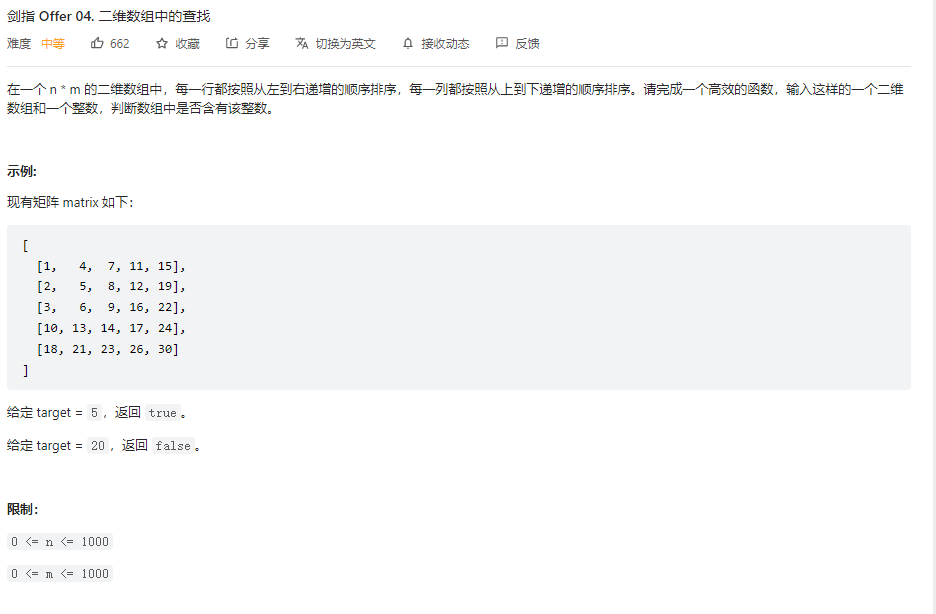 剑指 Offer 04. 二维数组中的查找
难度 中等 662 收藏 分享 切换为英文 接收动态 反馈
在一个 n * m 的二维数组中，每一行都按照从左到右递增的顺序排序，每一列都按照从上到下递增的顺序排序。请完成一个高效的函数，输入这样的一个二维
数组和一个整数，判断数组中是否含有该整数。
示例:
现有矩阵 matrix 如下：
[
  [1,   4,  7, 11, 15],
  [2,   5,  8, 12, 19],
  [3,   6,  9, 16, 22],
  [10, 13, 14, 17, 24],
  [18, 21, 23, 26, 30]
]
给定 target = 5，返回 true。
给定 target = 20，返回 false。
限制：
0 <= n <= 1000
0 <= m <= 1000